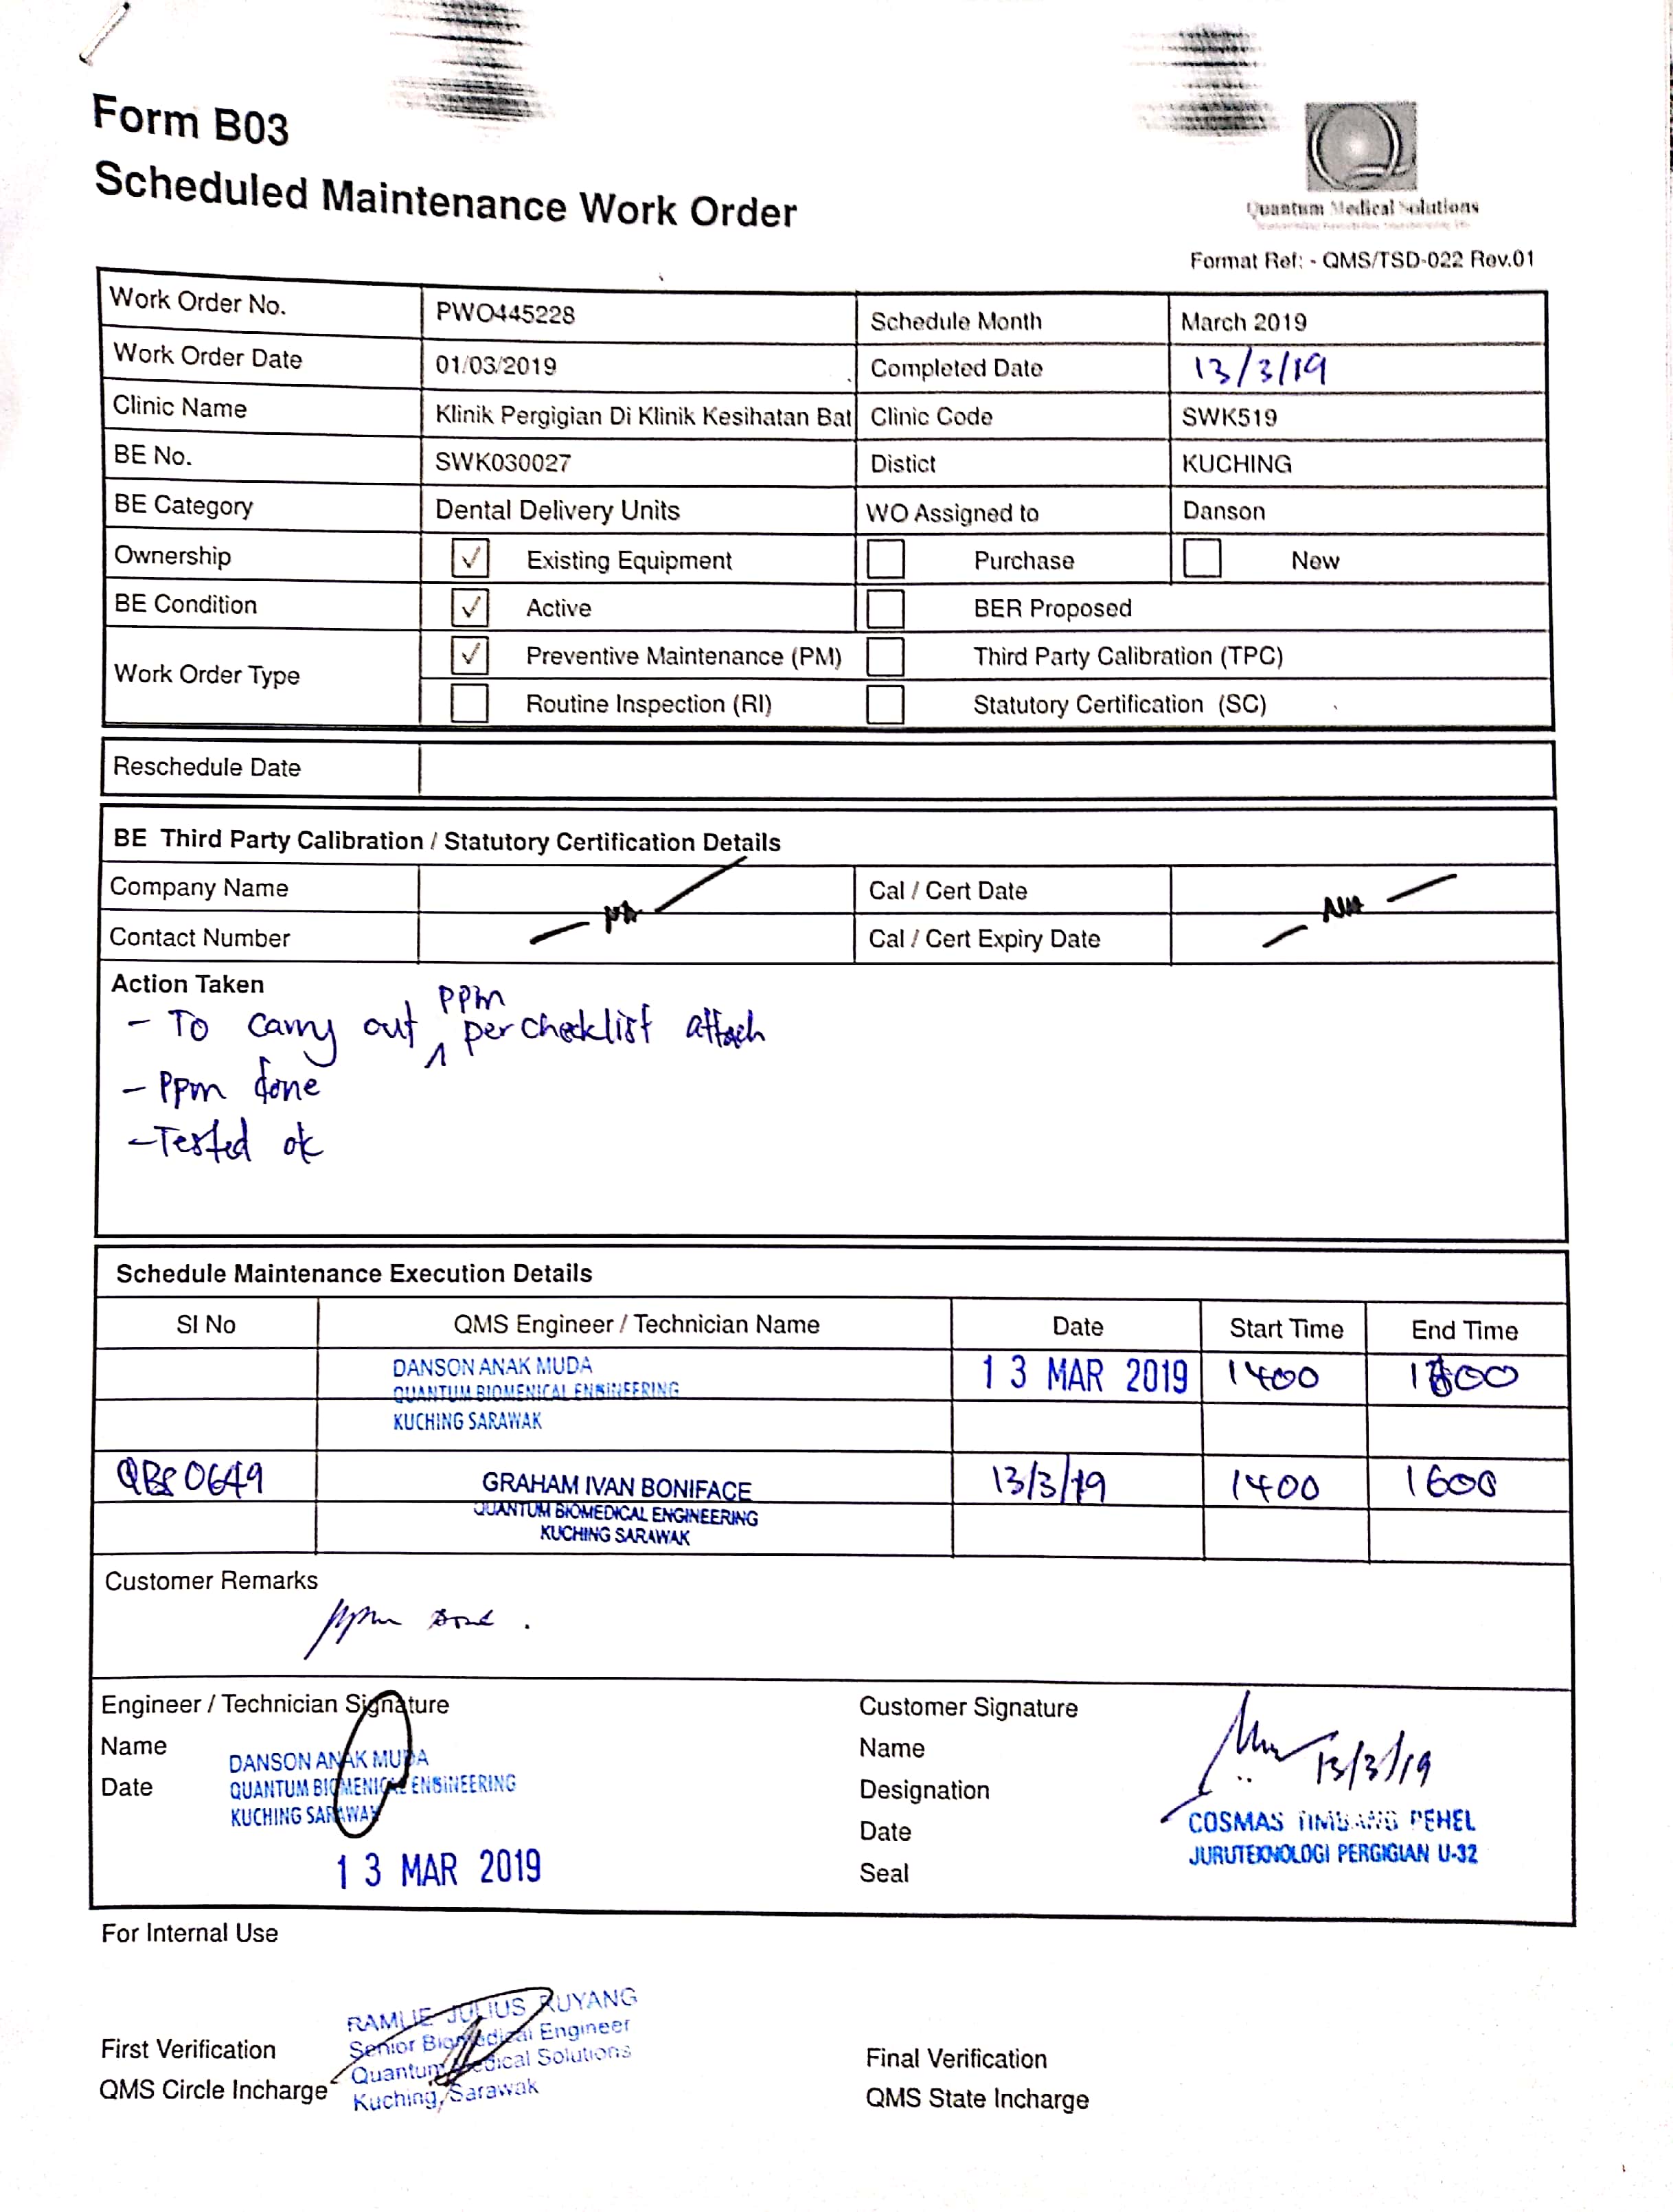 Form B03
Scheduled Maintenance Work Order
Quantum Medical Solutions
Format Ref: - QMS/TSD-022 Rev.01
Work Order No. PWO445228 Schedule Month March 2019
Work Order Date 01/03/2019 Completed Date 13/3/19
Clinic Name Klinik Pergigian Di Klinik Kesihatan Bat Clinic Code SWK519
BE No. SWK030027 Distict KUCHING
BE Category Dental Delivery Units WO Assigned to Danson
Ownership ✓ Existing Equipment Purchase New
BE Condition ✓ Active BER Proposed
Work Order Type ✓ Preventive Maintenance (PM) Third Party Calibration (TPC)
Routine Inspection (RI) Statutory Certification (SC)
Reschedule Date
BE Third Party Calibration / Statutory Certification Details
Company Name NA Cal / Cert Date NA
Contact Number Cal / Cert Expiry Date
Action Taken
- To carry out ppm per checklist attach
- Ppm done
- Tested ok
Schedule Maintenance Execution Details
SI No QMS Engineer / Technician Name Date Start Time End Time
DANSON ANAK MUDA 13 MAR 2019 1400
QUANTUM BIOMENICAL ENGINEERING
KUCHING SARAWAK
QBS0649 GRAHAM IVAN BONIFACE 13/3/19 1400 1600
QUANTUM BIOMEDICAL ENGINEERING
KUCHING SARAWAK
Customer Remarks
ppm done .
Engineer / Technician Signature Customer Signature
Name Name
Date Designation
Date
Seal
DANSON ANAK MUDA
QUANTUM BIOMENICAL ENGINEERING
KUCHING SARAWAK
13 MAR 2019
13/3/19
COSMAS PEHEL
JURUTEKNOLOGI PERGIGIAN U-32
For Internal Use
First Verification
QMS Circle Incharge
RAMLIE JULIUS RUYANG
Senior Biomedical Engineer
Quantum Medical Solutions
Kuching, Sarawak
Final Verification
QMS State Incharge